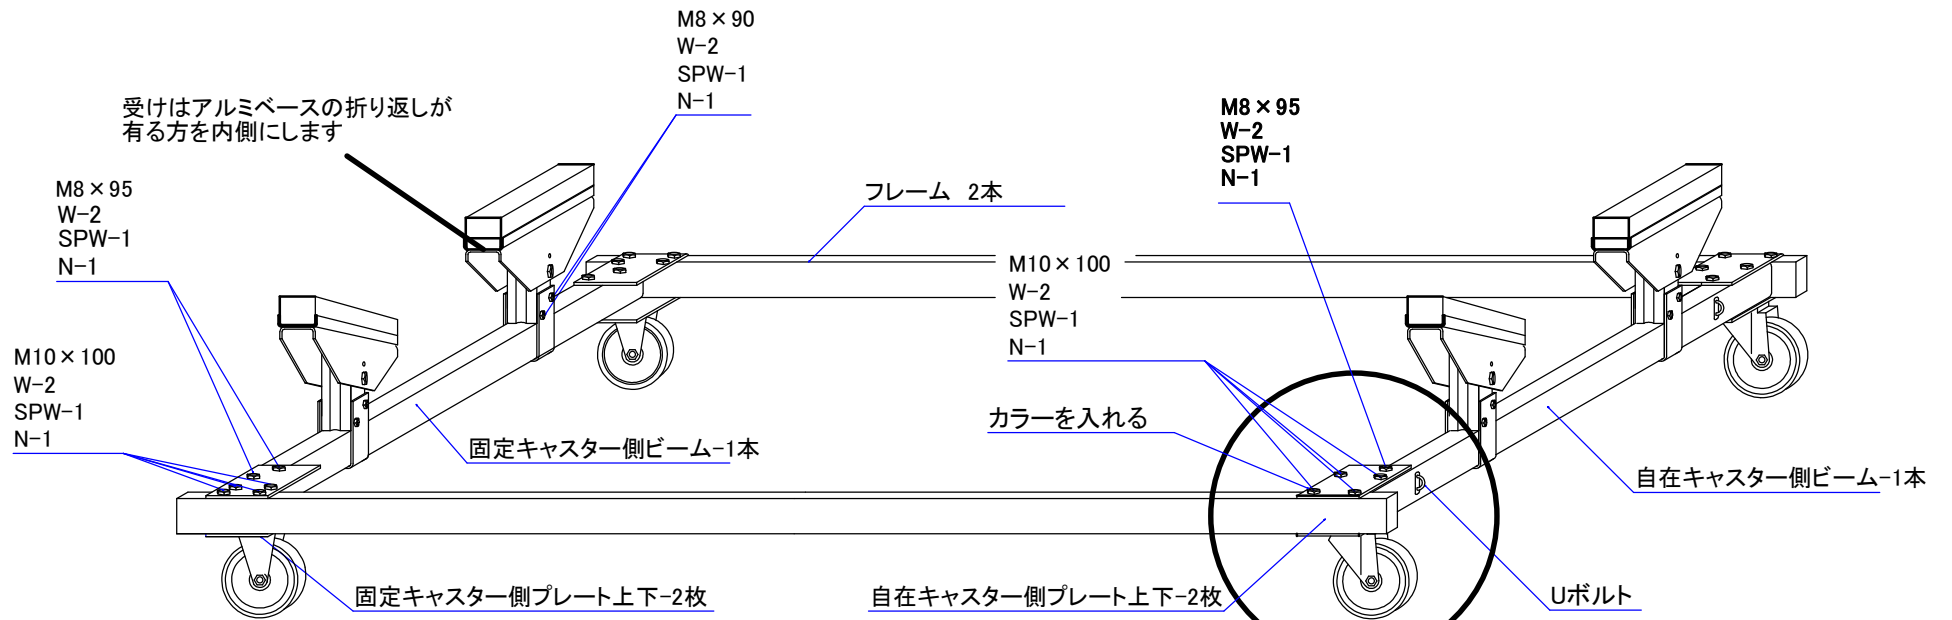 M8×90
W-2
SPW-1
N-1
受けはアルミベースの折り返しが
有る方を内側にします
M8×95
W-2
SPW-1
N-1
M8×95
W-2
SPW-1
N-1
フレーム 2本
M10×100
W-2
SPW-1
N-1
M10×100
W-2
SPW-1
N-1
カラーを入れる
固定キャスター側ビーム-1本
自在キャスター側ビーム-1本
固定キャスター側プレート上下-2枚
自在キャスター側プレート上下-2枚
Uボルト